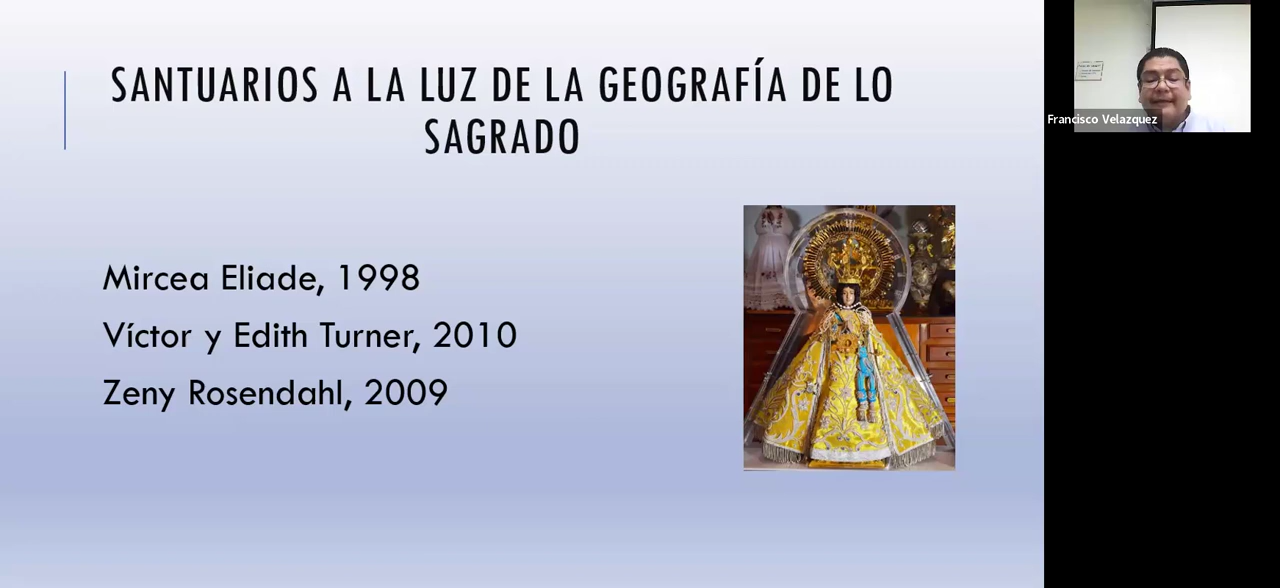 SANTUARIOS A LA LUZ DE LA GEOGRAFÍA DE LO
SAGRADO
Mircea Eliade, 1998
Víctor y Edith Turner, 2010
Zeny Rosendahl, 2009
Francisco Velazquez